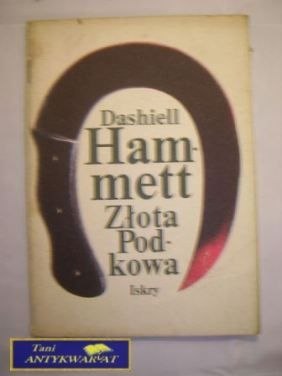 Dashiell
Ham-
mett
Złota
Pod-
kowa
Iskry
Tani
ANTYKWARIAT